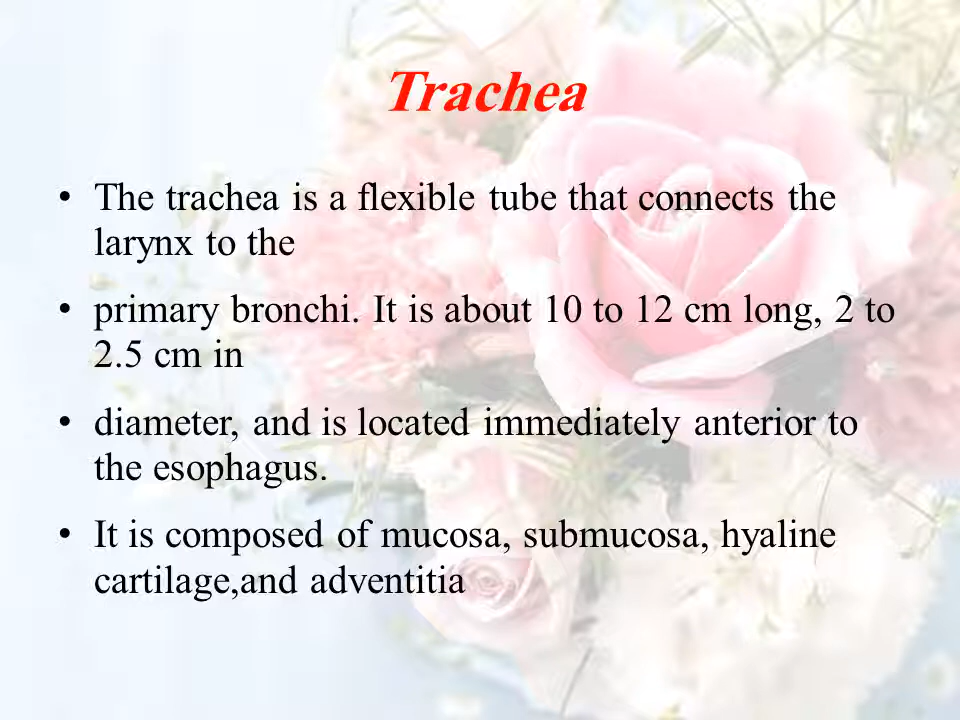 Trachea
• The trachea is a flexible tube that connects the
larynx to the
• primary bronchi. It is about 10 to 12 cm long, 2 to
2.5 cm in
• diameter, and is located immediately anterior to
the esophagus.
• It is composed of mucosa, submucosa, hyaline
cartilage,and adventitia